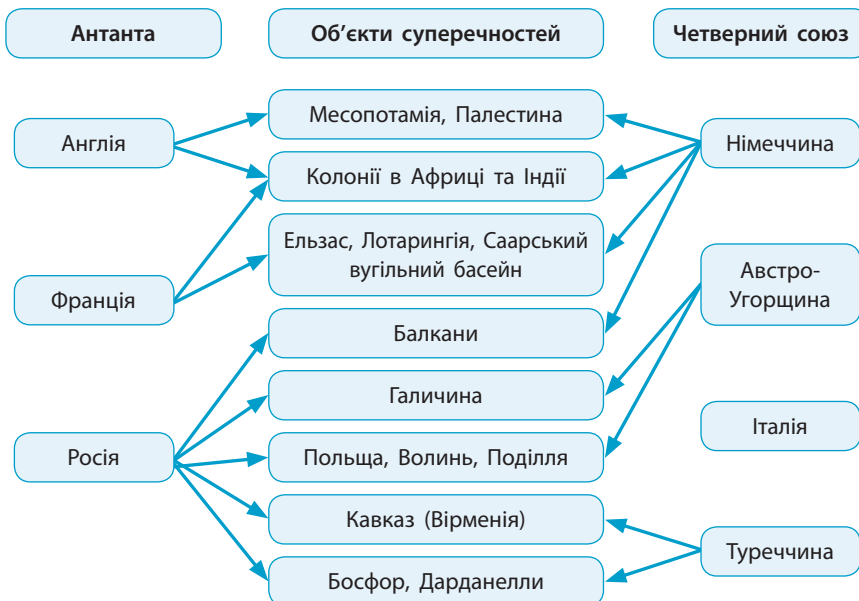 Антанта
Об’єкти суперечностей
Четверний союз
Англія
Франція
Росія
Месопотамія, Палестина
Колонії в Африці та Індії
Ельзас, Лотарингія, Саарський
вугільний басейн
Балкани
Галичина
Польща, Волинь, Поділля
Кавказ (Вірменія)
Босфор, Дарданелли
Німеччина
Австро-
Угорщина
Італія
Туреччина